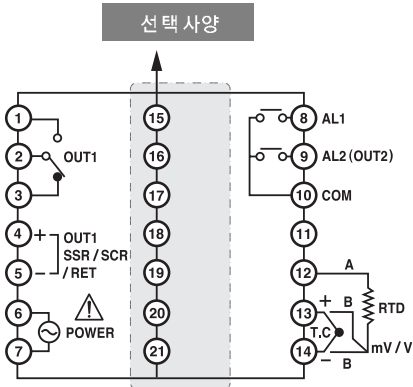 선택사양
1
2
3
4
5
6
7
OUT1
+ OUT1
SSR / SCR
− / RET
POWER
15
16
17
18
19
20
21
8 AL1
9 AL2 (OUT2)
10 COM
11
12 A
13 + B
RTD
T.C
14 − B
mV / V